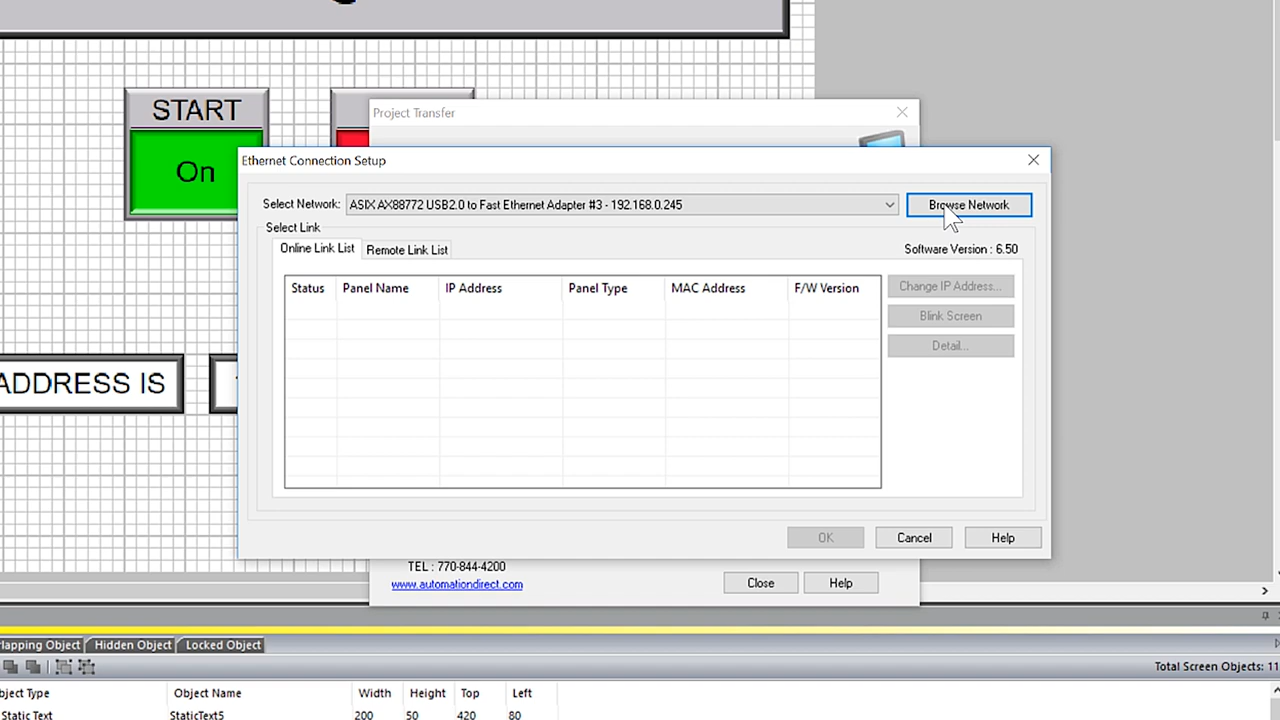 START
On
ADDRESS IS
Project Transfer
Ethernet Connection Setup
Select Network: ASIX AX88772 USB2.0 to Fast Ethernet Adapter #3 - 192.168.0.245 Browse Network
Select Link
Online Link List Remote Link List Software Version : 6.50
Status Panel Name IP Address Panel Type MAC Address F/W Version
Change IP Address...
Blink Screen
Detail...
OK Cancel Help
TEL : 770-844-4200
www.automationdirect.com
Close Help
rlapping Object Hidden Object Locked Object
Total Screen Objects: 11
bject Type Object Name Width Height Top Left
Static Text StaticText5 200 50 420 80